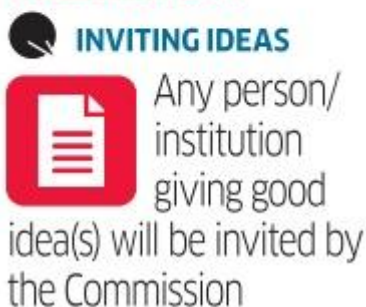 INVITING IDEAS
Any person/
institution
giving good
idea(s) will be invited by
the Commission